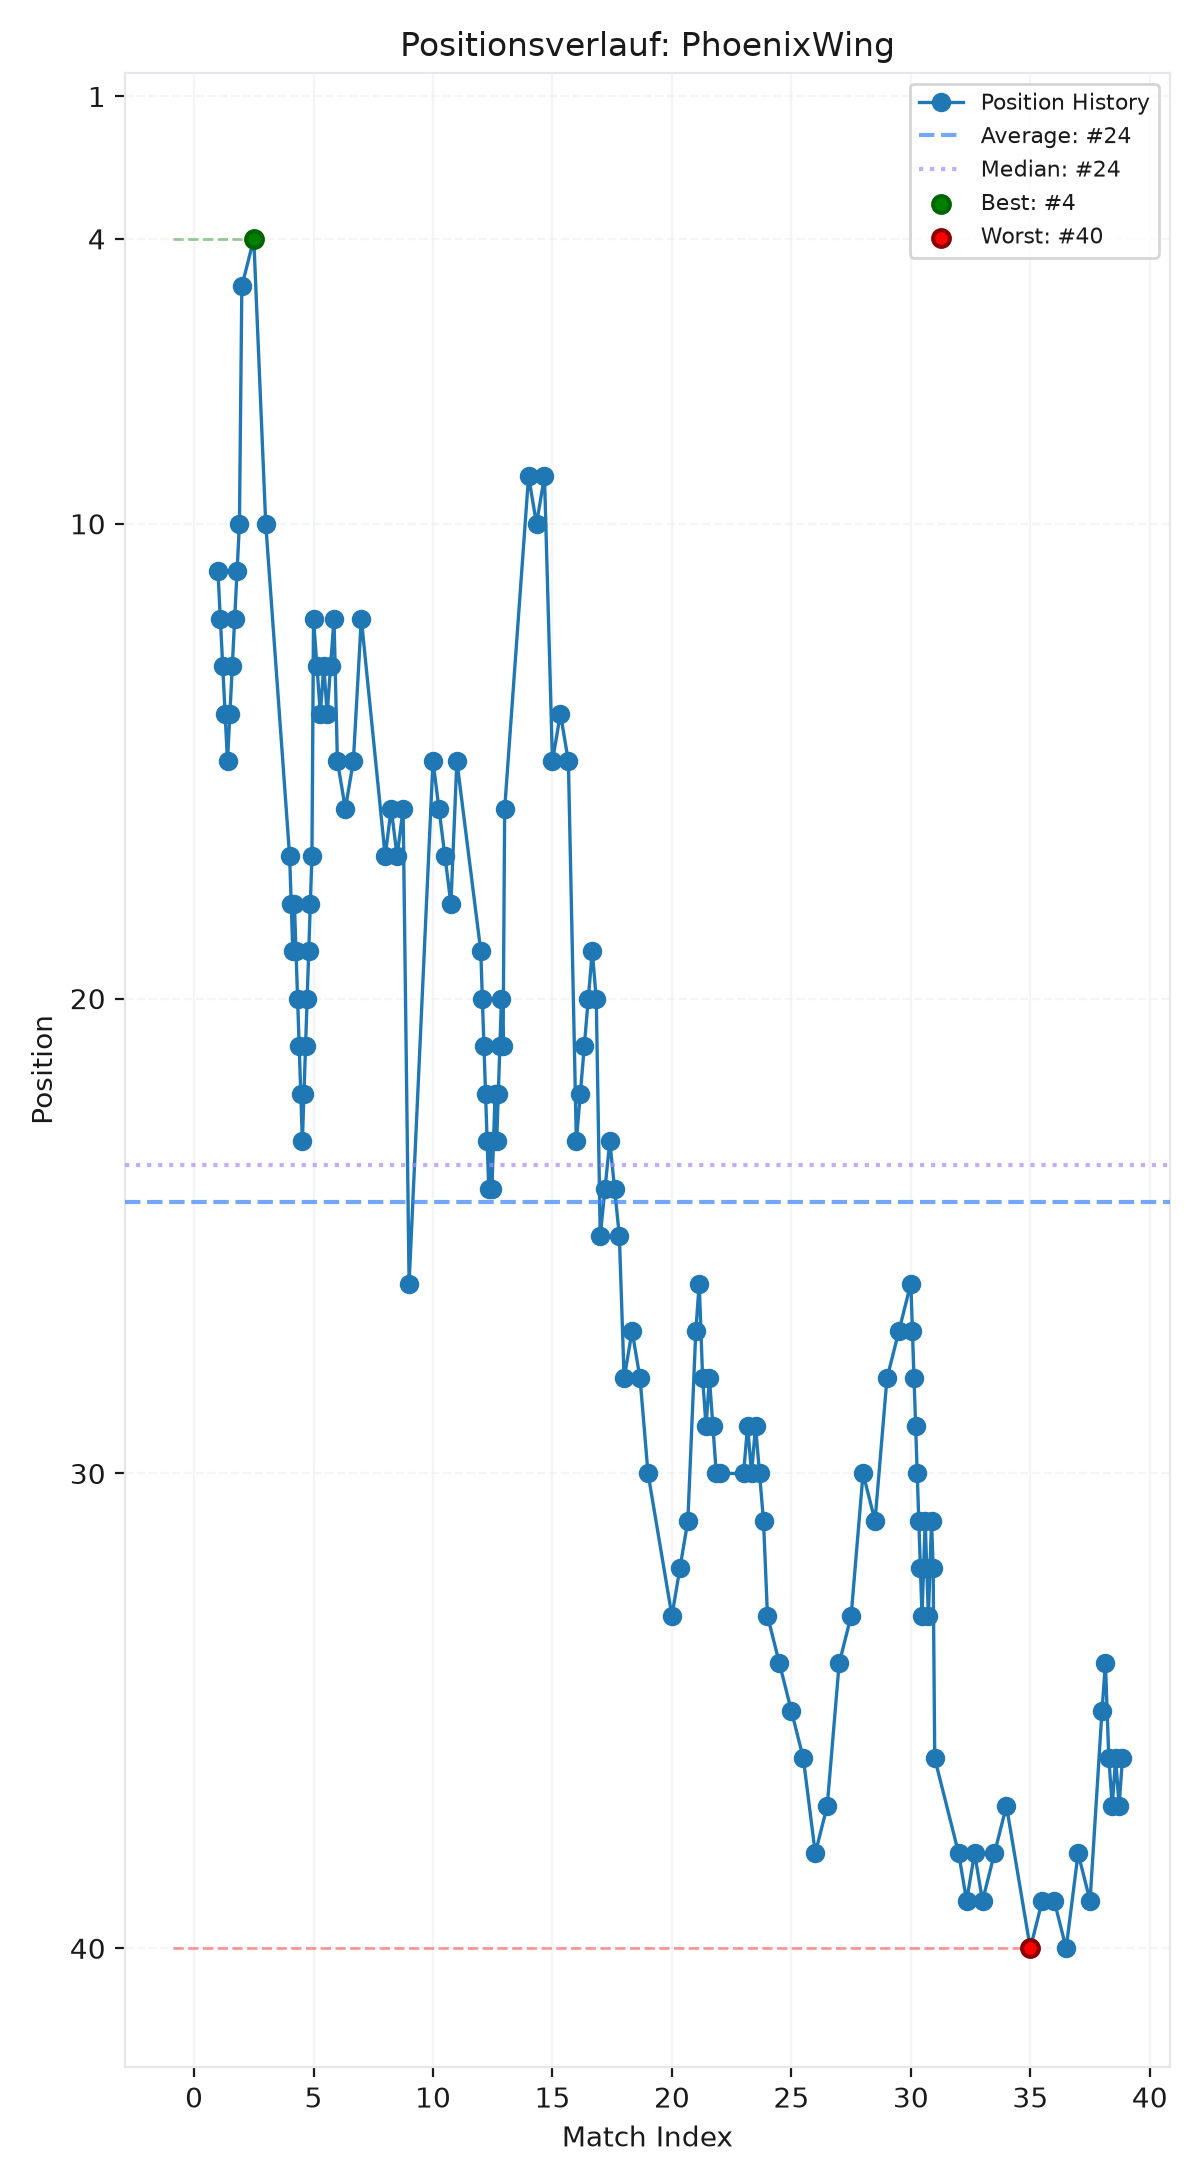 Positionsverlauf: PhoenixWing
Position History
Average: #24
Median: #24
Best: #4
Worst: #40
1
4
10
20
30
40
Position
0 5 10 15 20 25 30 35 40
Match Index